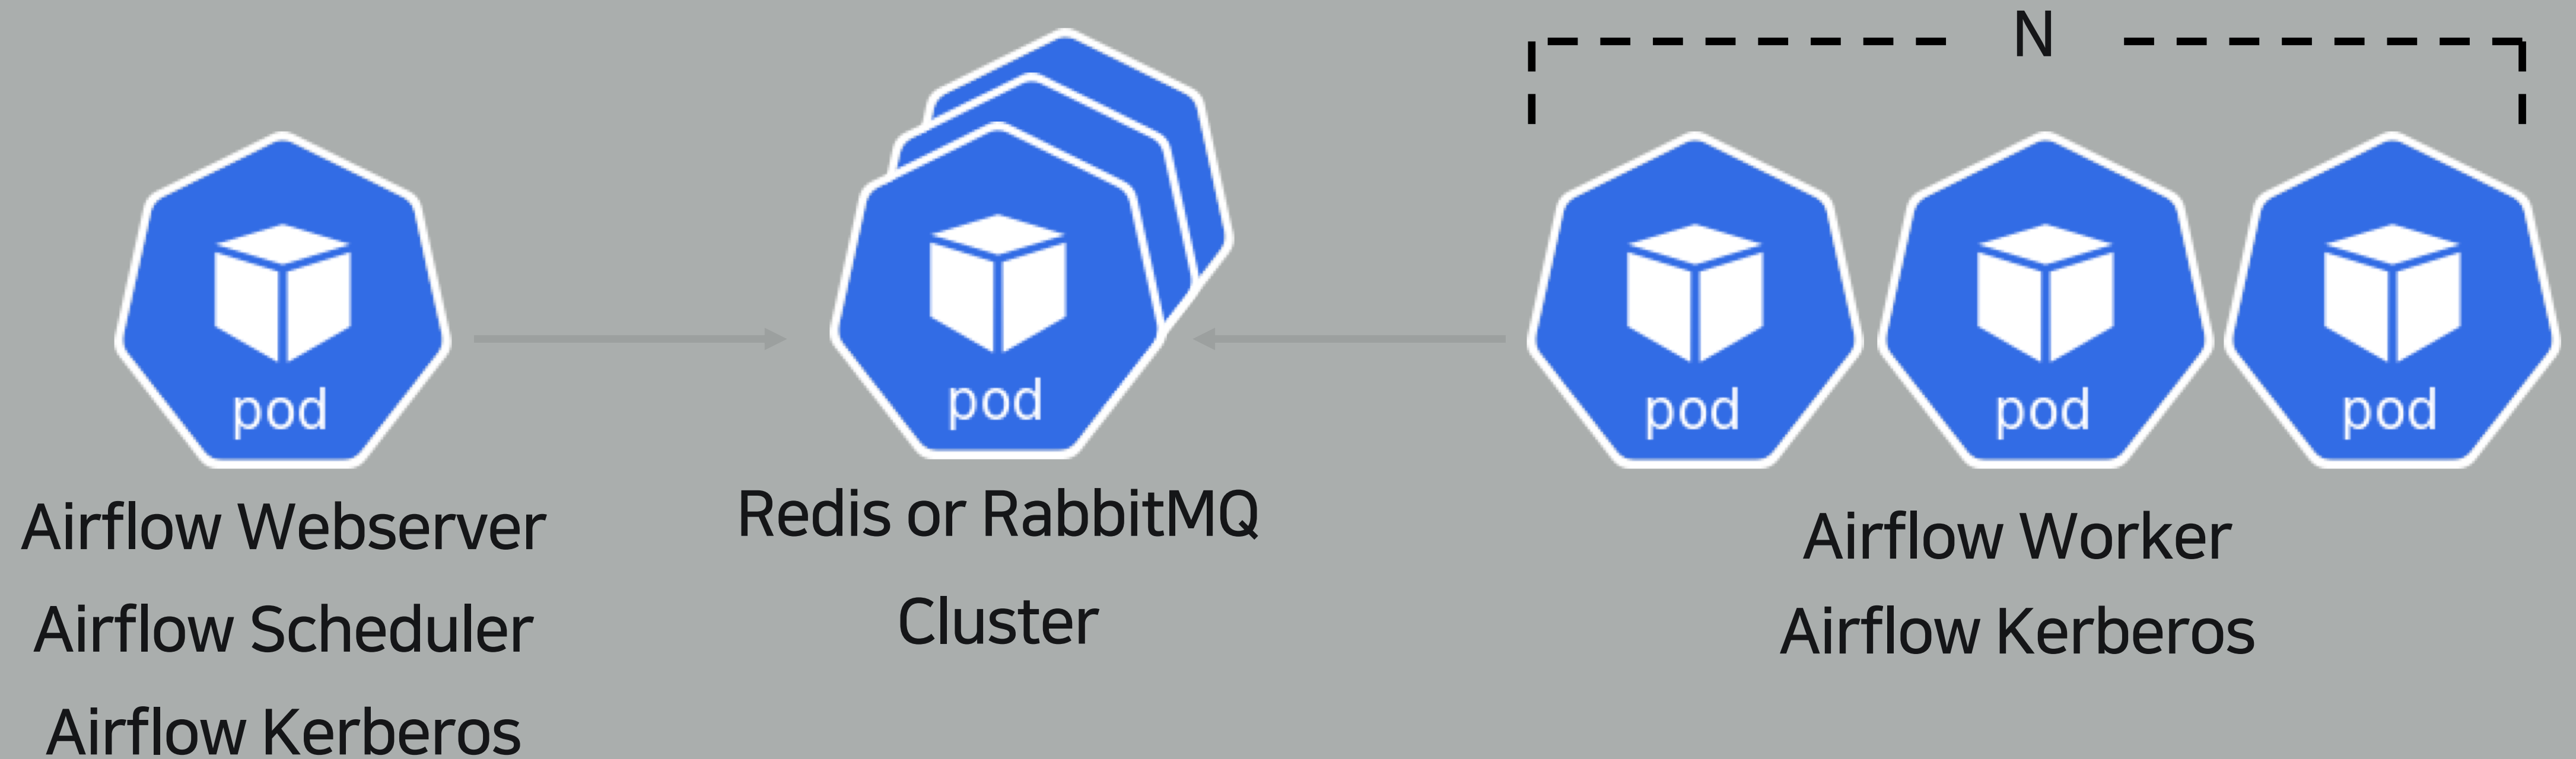 N
pod
pod
pod
pod
pod
Airflow Webserver
Airflow Scheduler
Airflow Kerberos
Redis or RabbitMQ
Cluster
Airflow Worker
Airflow Kerberos